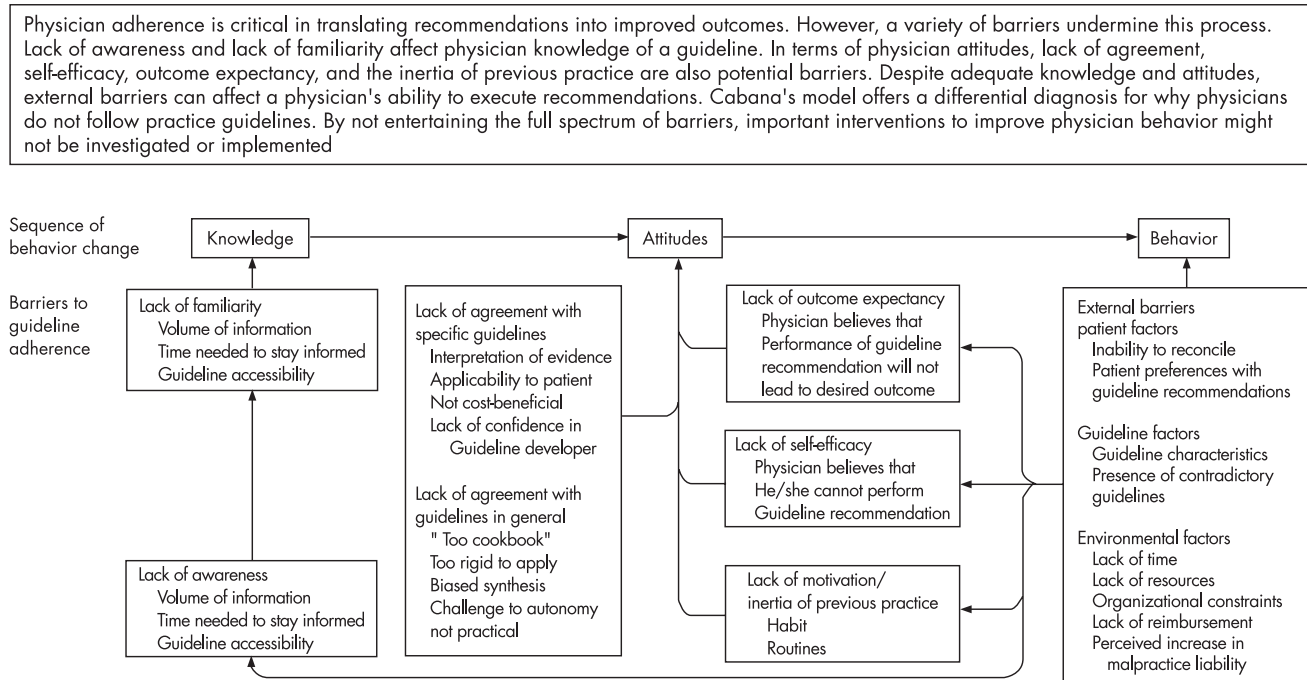 Physician adherence is critical in translating recommendations into improved outcomes. However, a variety of barriers undermine this process.
Lack of awareness and lack of familiarity affect physician knowledge of a guideline. In terms of physician attitudes, lack of agreement,
self-efficacy, outcome expectancy, and the inertia of previous practice are also potential barriers. Despite adequate knowledge and attitudes,
external barriers can affect a physician's ability to execute recommendations. Cabana's model offers a differential diagnosis for why physicians
do not follow practice guidelines. By not entertaining the full spectrum of barriers, important interventions to improve physician behavior might
not be investigated or implemented
Sequence of
behavior change
Knowledge
Attitudes
Behavior
Barriers to
guideline
adherence
Lack of familiarity
Volume of information
Time needed to stay informed
Guideline accessibility
Lack of awareness
Volume of information
Time needed to stay informed
Guideline accessibility
Lack of agreement with
specific guidelines
Interpretation of evidence
Applicability to patient
Not cost-beneficial
Lack of confidence in
Guideline developer
Lack of agreement with
guidelines in general
" Too cookbook"
Too rigid to apply
Biased synthesis
Challenge to autonomy
not practical
Lack of outcome expectancy
Physician believes that
Performance of guideline
recommendation will not
lead to desired outcome
Lack of self-efficacy
Physician believes that
He/she cannot perform
Guideline recommendation
Lack of motivation/
inertia of previous practice
Habit
Routines
External barriers
patient factors
Inability to reconcile
Patient preferences with
guideline recommendations
Guideline factors
Guideline characteristics
Presence of contradictory
guidelines
Environmental factors
Lack of time
Lack of resources
Organizational constraints
Lack of reimbursement
Perceived increase in
malpractice liability